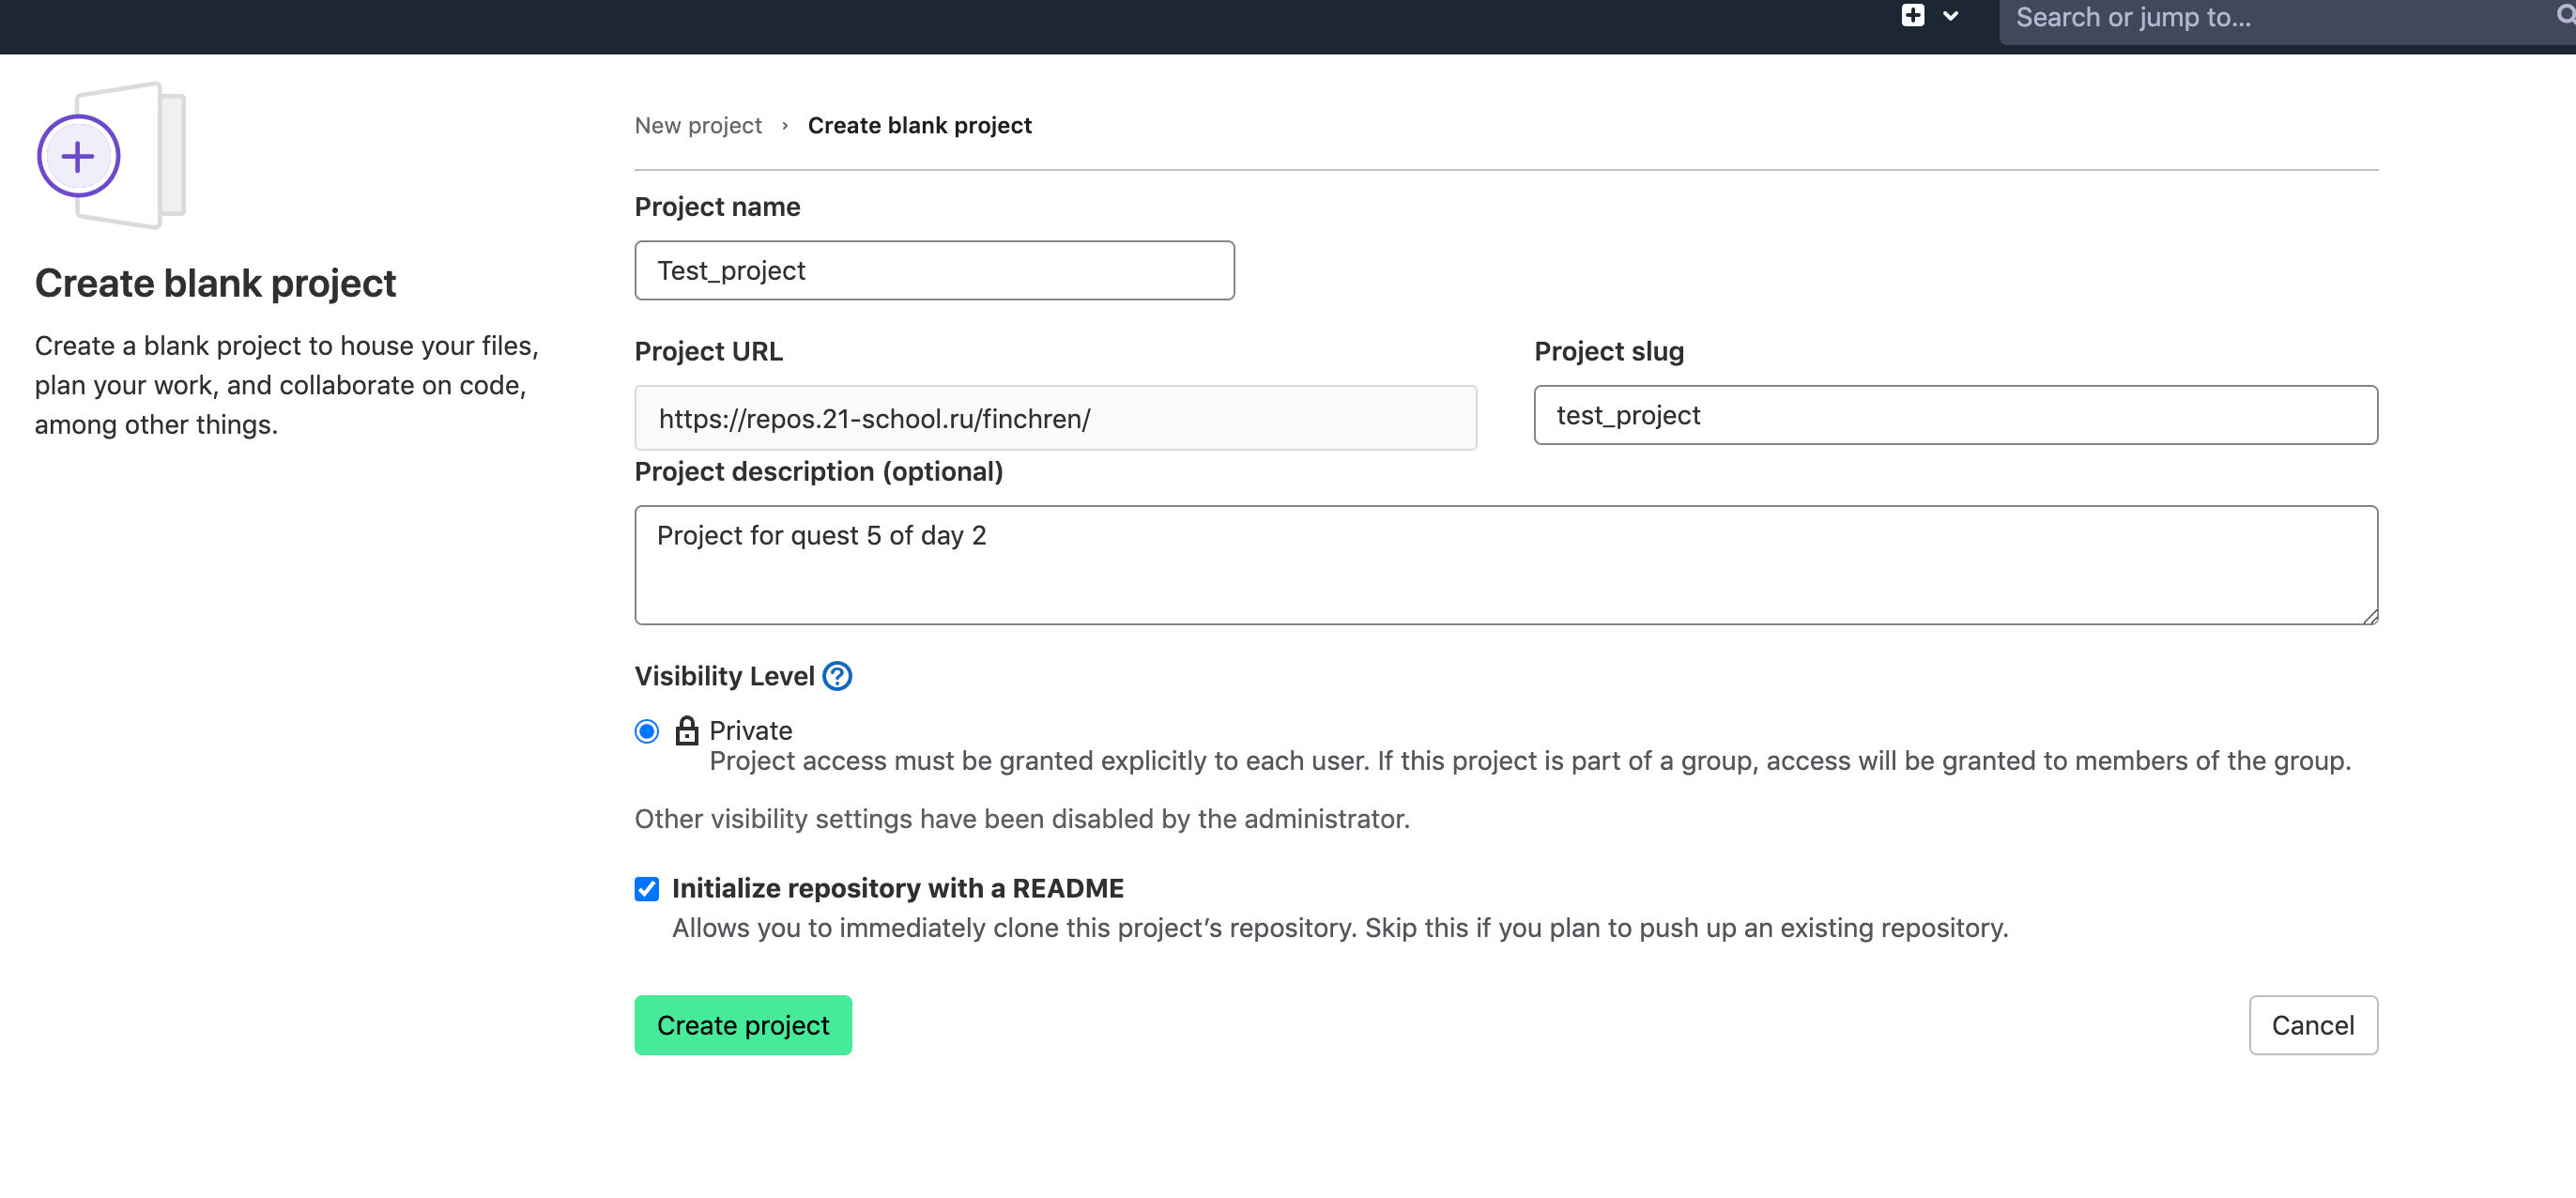 Search or jump to...
Create blank project
Create a blank project to house your files,
plan your work, and collaborate on code,
among other things.
New project › Create blank project
Project name
Test_project
Project URL
Project slug
https://repos.21-school.ru/finchren/
test_project
Project description (optional)
Project for quest 5 of day 2
Visibility Level
Private
Project access must be granted explicitly to each user. If this project is part of a group, access will be granted to members of the group.
Other visibility settings have been disabled by the administrator.
Initialize repository with a README
Allows you to immediately clone this project’s repository. Skip this if you plan to push up an existing repository.
Create project
Cancel